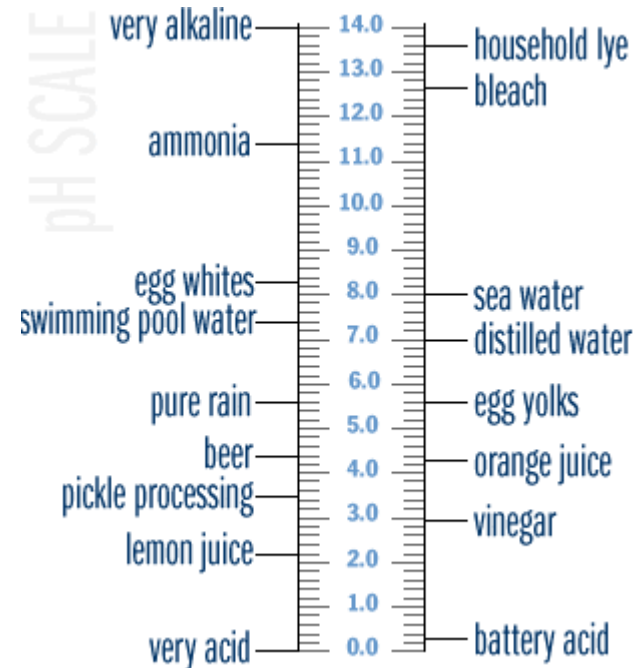 pH SCALE
very alkaline
ammonia
egg whites
swimming pool water
pure rain
beer
pickle processing
lemon juice
very acid
14.0
13.0
12.0
11.0
10.0
9.0
8.0
7.0
6.0
5.0
4.0
3.0
2.0
1.0
0.0
household lye
bleach
sea water
distilled water
egg yolks
orange juice
vinegar
battery acid